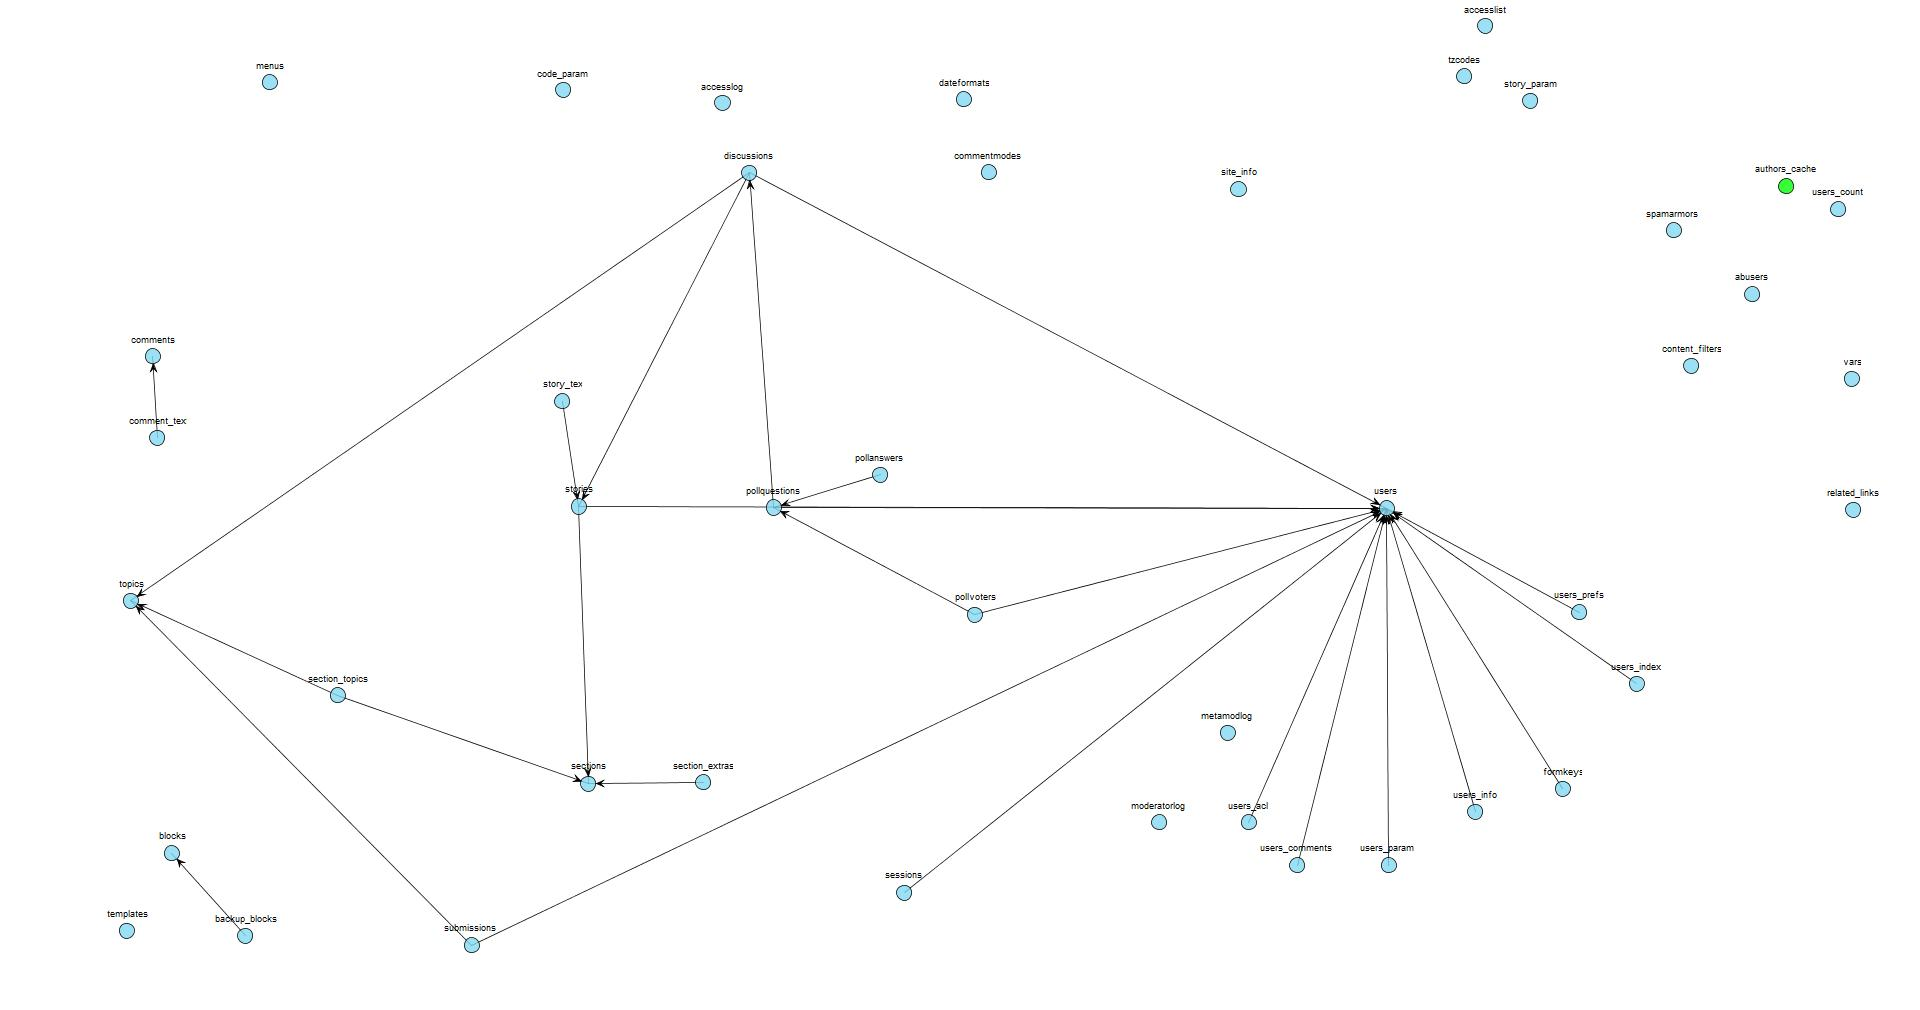 accesslist
menus
tzcodes
code_param
accesslog
dateformats
story_param
discussions
commentmodes
site_info
authors_cache
users_count
spamarmors
abusers
comments
content_filters
vars
story_tex
comment_tex
pollanswers
stories
pollquestions
users
related_links
topics
pollvoters
users_prefs
section_topics
users_index
metamodlog
sections
section_extras
formkeys
users_info
moderatorlog
users_acl
blocks
users_comments
users_param
sessions
templates
backup_blocks
submissions